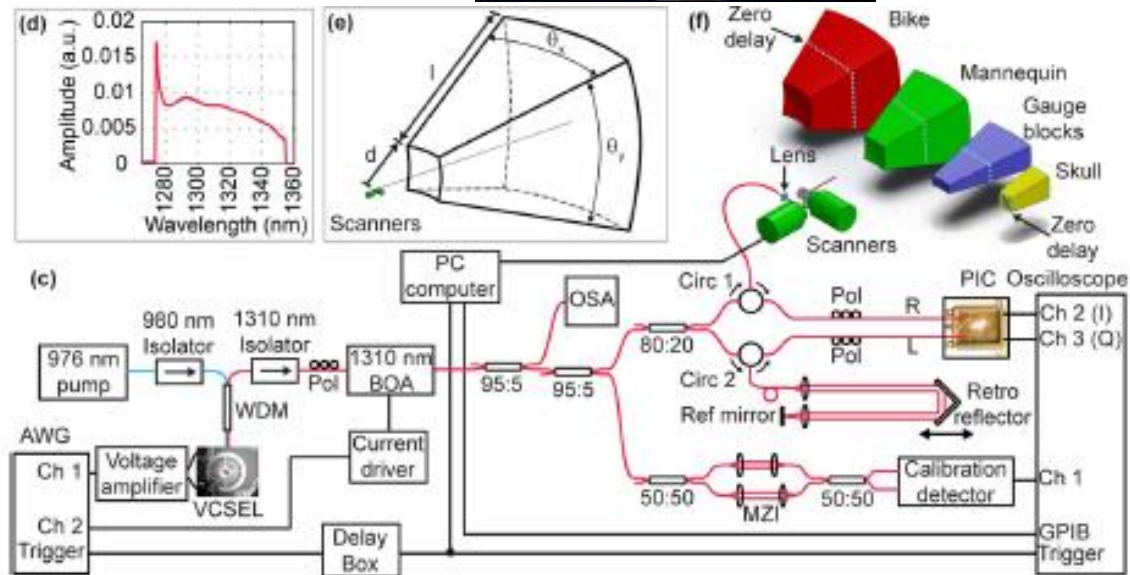 (d)
0.02
0.015
0.01
0.005
0
Amplitude (a.u.)
1280
1300
1320
1340
1360
Wavelength (nm)
(e)
l
d
θx
θy
Scanners
(f)
Zero
delay
Bike
Mannequin
Gauge
blocks
Skull
Zero
delay
Lens
Scanners
(c)
PC
computer
OSA
Circ 1
Pol
R
PIC
Oscilloscope
Ch 2 (I)
Ch 3 (Q)
980 nm
Isolator
1310 nm
Isolator
976 nm
pump
Pol
1310 nm
BOA
95:5
95:5
80:20
Pol
L
Circ 2
WDM
Ref mirror
Retro
reflector
AWG
Ch 1
Voltage
amplifier
VCSEL
Current
driver
50:50
MZI
50:50
Calibration
detector
Ch 1
Ch 2
Trigger
Delay
Box
GPIB
Trigger